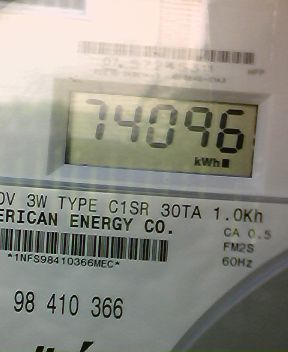 74096
kWh
0V 3W TYPE C1SR 30TA 1.0Kh
ERICAN ENERGY CO.
CA 0.5
FM2S
*1NFS98410366MEC*
60Hz
98 410 366